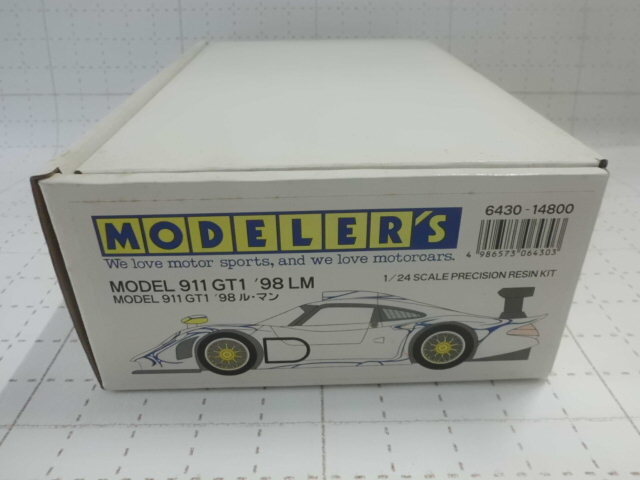 MODELER'S
We love motor sports, and we love motorcars.
6430-14800
4 986573 064303
MODEL 911 GT1 '98 LM
MODEL 911 GT1 '98 ル・マン
1/24 SCALE PRECISION RESIN KIT